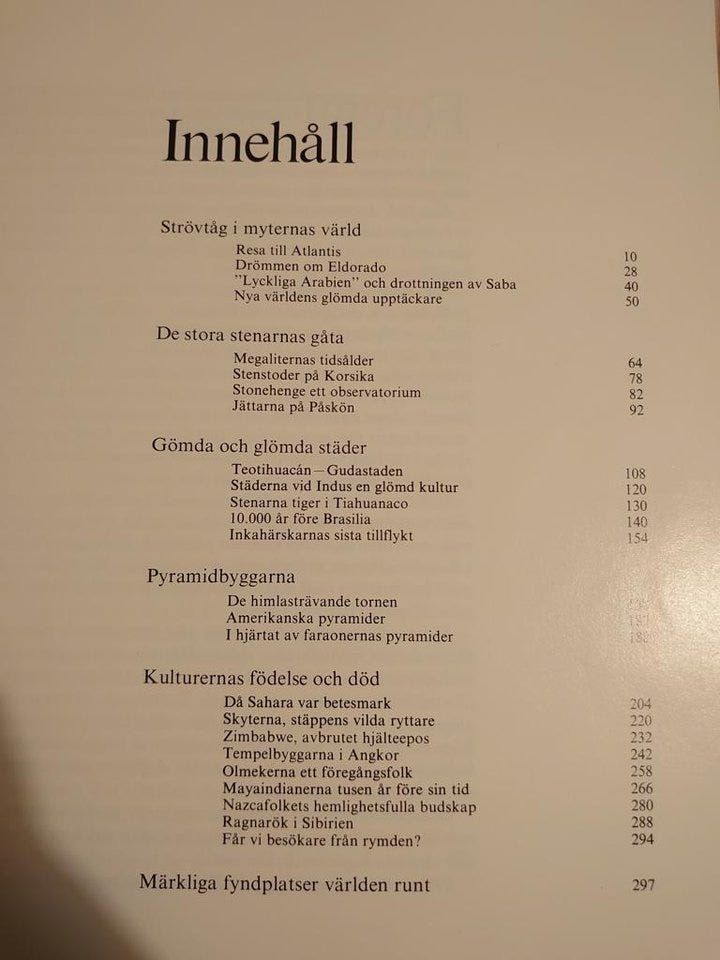 Innehåll
Strövtåg i myternas värld
Resa till Atlantis 10
Drömmen om Eldorado 28
"Lyckliga Arabien" och drottningen av Saba 40
Nya världens glömda upptäckare 50
De stora stenarnas gåta
Megaliternas tidsålder 64
Stenstoder på Korsika 78
Stonehenge ett observatorium 82
Jättarna på Påskön 92
Gömda och glömda städer
Teotihuacán—Gudastaden 108
Städerna vid Indus en glömd kultur 120
Stenarna tiger i Tiahuanaco 130
10.000 år före Brasilia 140
Inkahärskarnas sista tillflykt 154
Pyramidbyggarna
De himlasträvande tornen
Amerikanska pyramider
I hjärtat av faraonernas pyramider
Kulturernas födelse och död
Då Sahara var betesmark 204
Skyterna, stäppens vilda ryttare 220
Zimbabwe, avbrutet hjälteepos 232
Tempelbyggarna i Angkor 242
Olmekerna ett föregångsfolk 258
Mayaindianerna tusen år före sin tid 266
Nazcafolkets hemlighetsfulla budskap 280
Ragnarök i Sibirien 288
Får vi besökare från rymden? 294
Märkliga fyndplatser världen runt 297